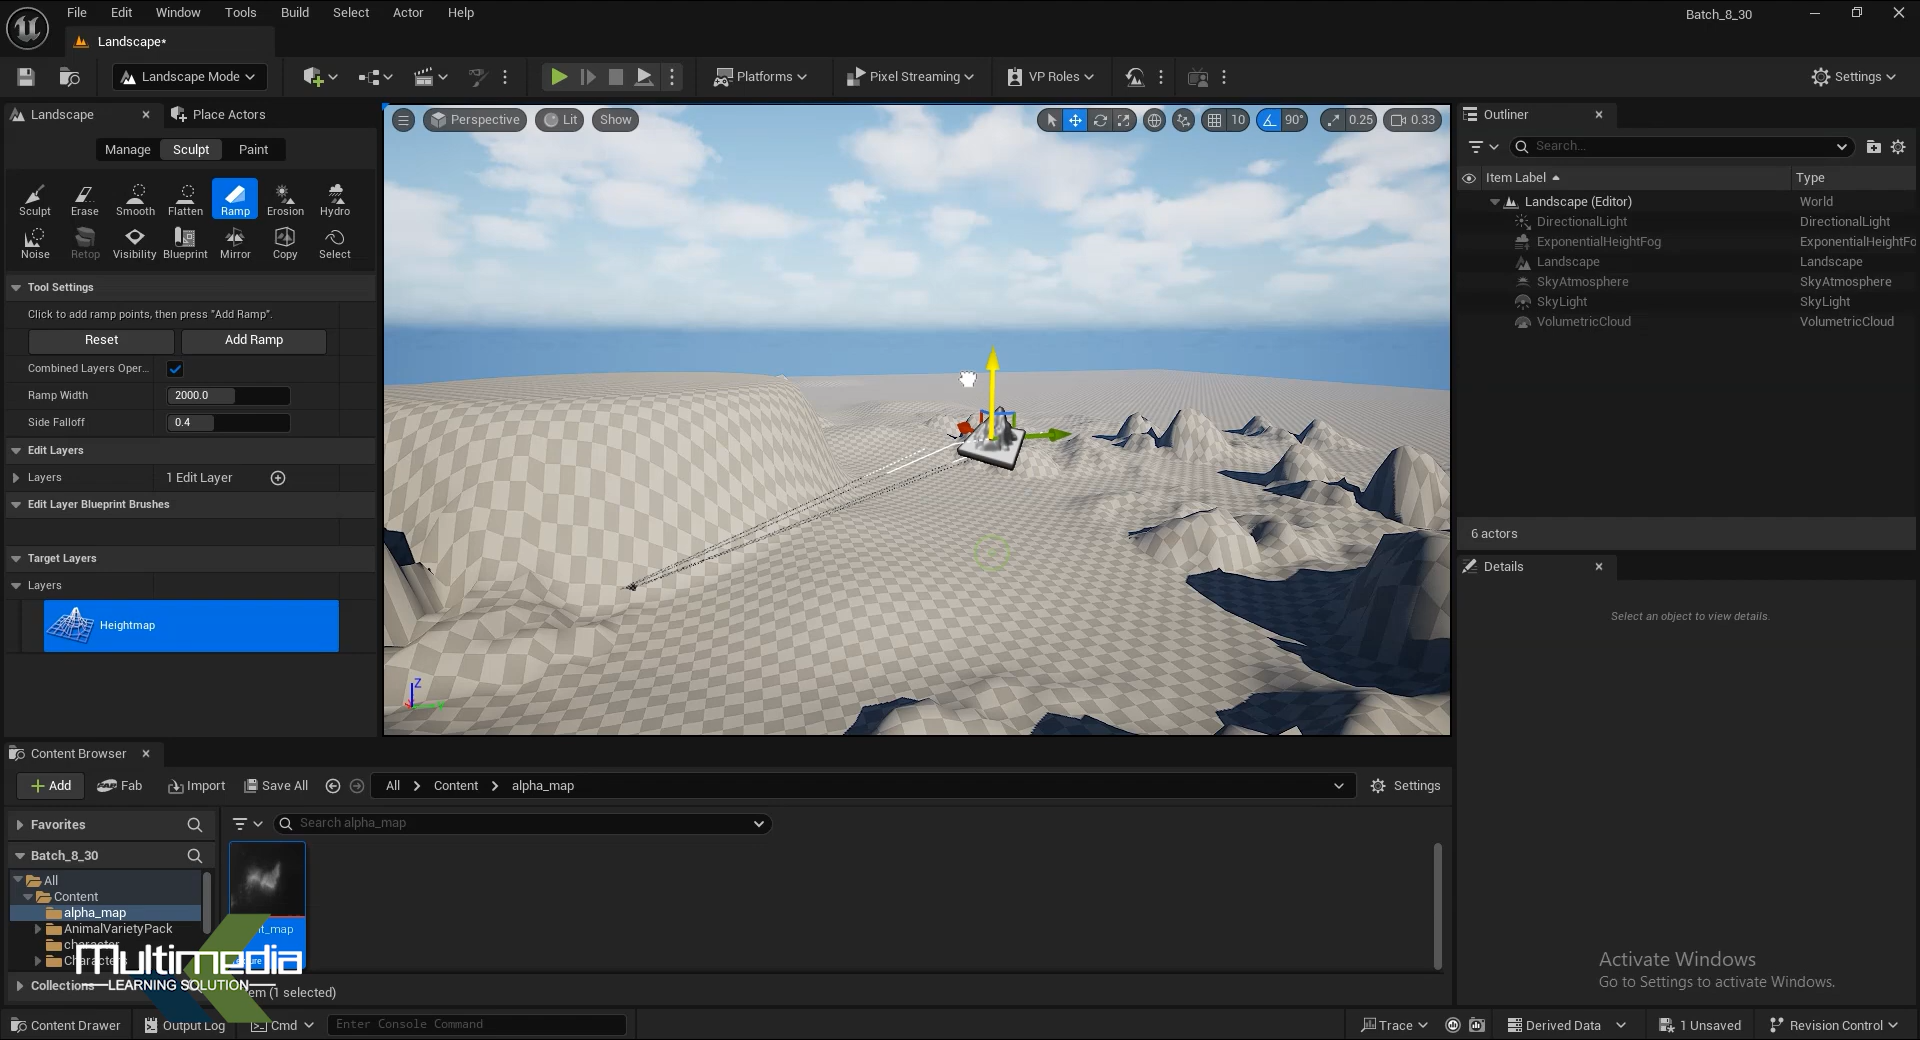 File Edit Window Tools Build Select Actor Help
Batch_8_30
Landscape*
Landscape Mode
Platforms
Pixel Streaming
VP Roles
Settings
Landscape
Place Actors
Perspective
Lit
Show
10
90°
0.25
0.33
Outliner
Manage
Sculpt
Paint
Search...
Item Label
Type
Sculpt Erase Smooth Flatten Ramp Erosion Hydro
Noise Retop Visibility Blueprint Mirror Copy Select
Landscape (Editor) World
DirectionalLight DirectionalLight
ExponentialHeightFog ExponentialHeightFo
Landscape Landscape
SkyAtmosphere SkyAtmosphere
SkyLight SkyLight
VolumetricCloud VolumetricCloud
Tool Settings
Click to add ramp points, then press "Add Ramp".
Reset
Add Ramp
Combined Layers Oper...
Ramp Width 2000.0
Side Falloff 0.4
Edit Layers
Layers 1 Edit Layer
Edit Layer Blueprint Brushes
Target Layers
Layers
Heightmap
Z
6 actors
Details
Select an object to view details.
Content Browser
Add
Fab
Import
Save All
All
Content
alpha_map
Settings
Favorites
Search alpha_map
Batch_8_30
All
Content
alpha_map
AnimalVarietyPack
t_map
Collections
(1 selected)
Multimedia
LEARNING SOLUTION
Activate Windows
Go to Settings to activate Windows.
Content Drawer
Output Log
Cmd
Enter Console Command
Trace
Derived Data
1 Unsaved
Revision Control